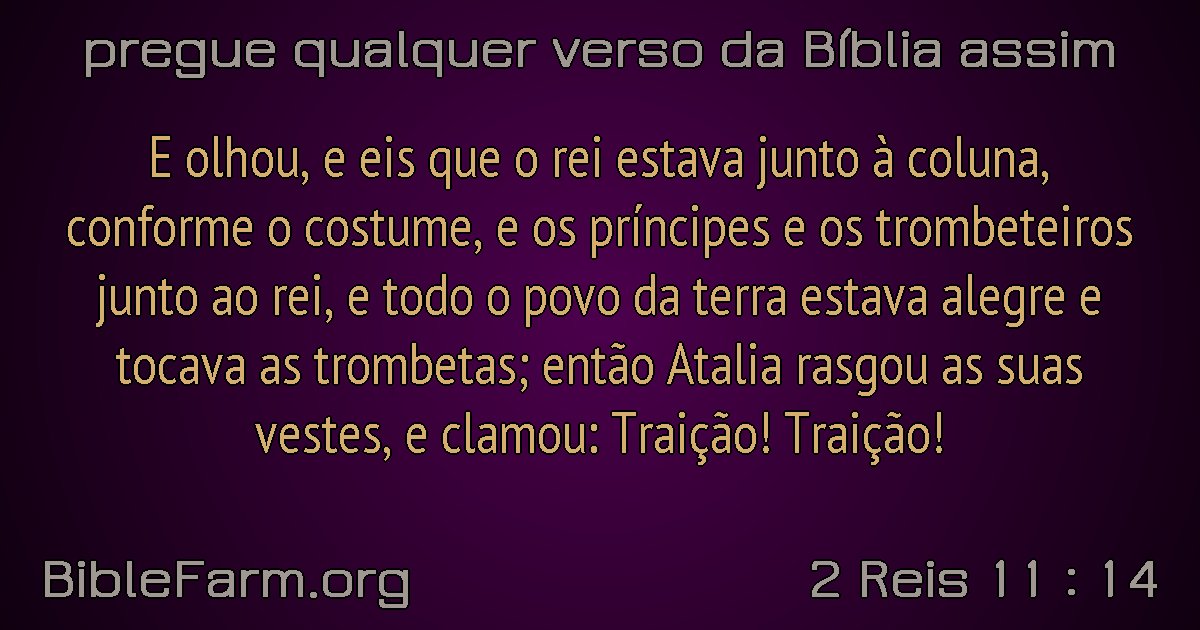 pregue qualquer verso da Bíblia assim
E olhou, e eis que o rei estava junto à coluna,
conforme o costume, e os príncipes e os trombeteiros
junto ao rei, e todo o povo da terra estava alegre e
tocava as trombetas; então Atalia rasgou as suas
vestes, e clamou: Traição! Traição!
BibleFarm.org
2 Reis 11 : 14